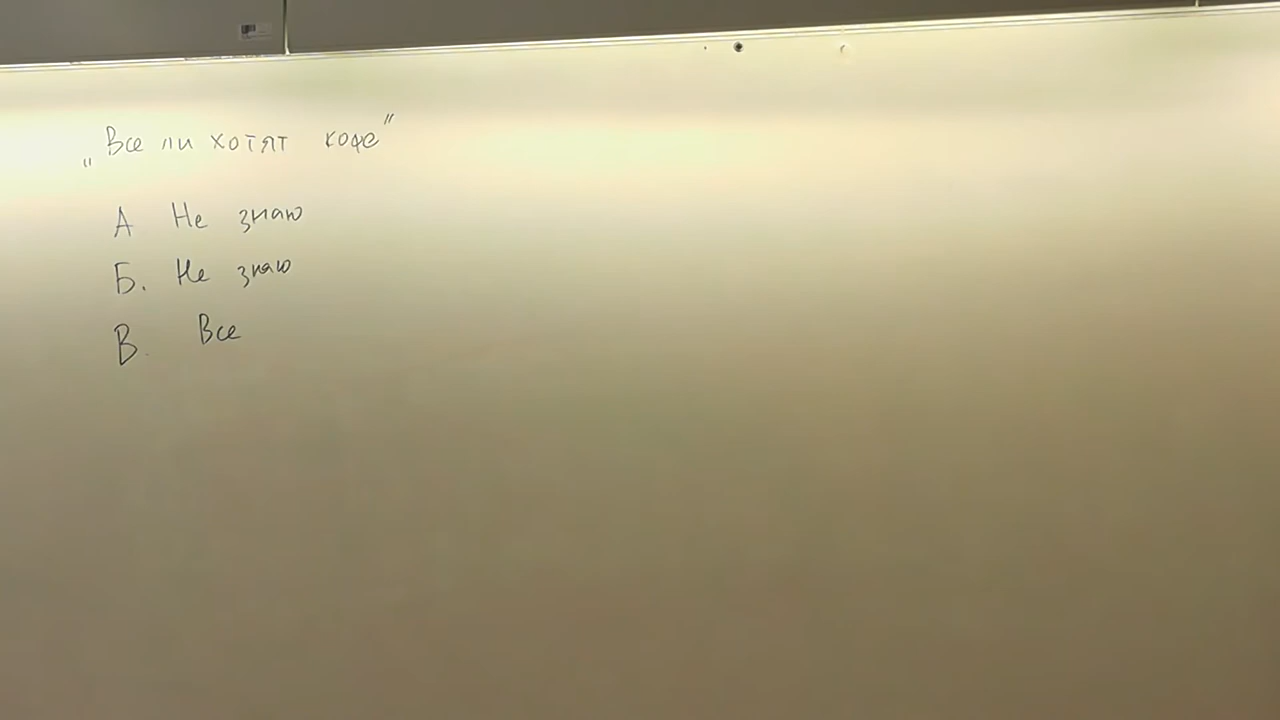 „Все ли хотят кофе"
А Не знаю
Б. Не знаю
В. Все